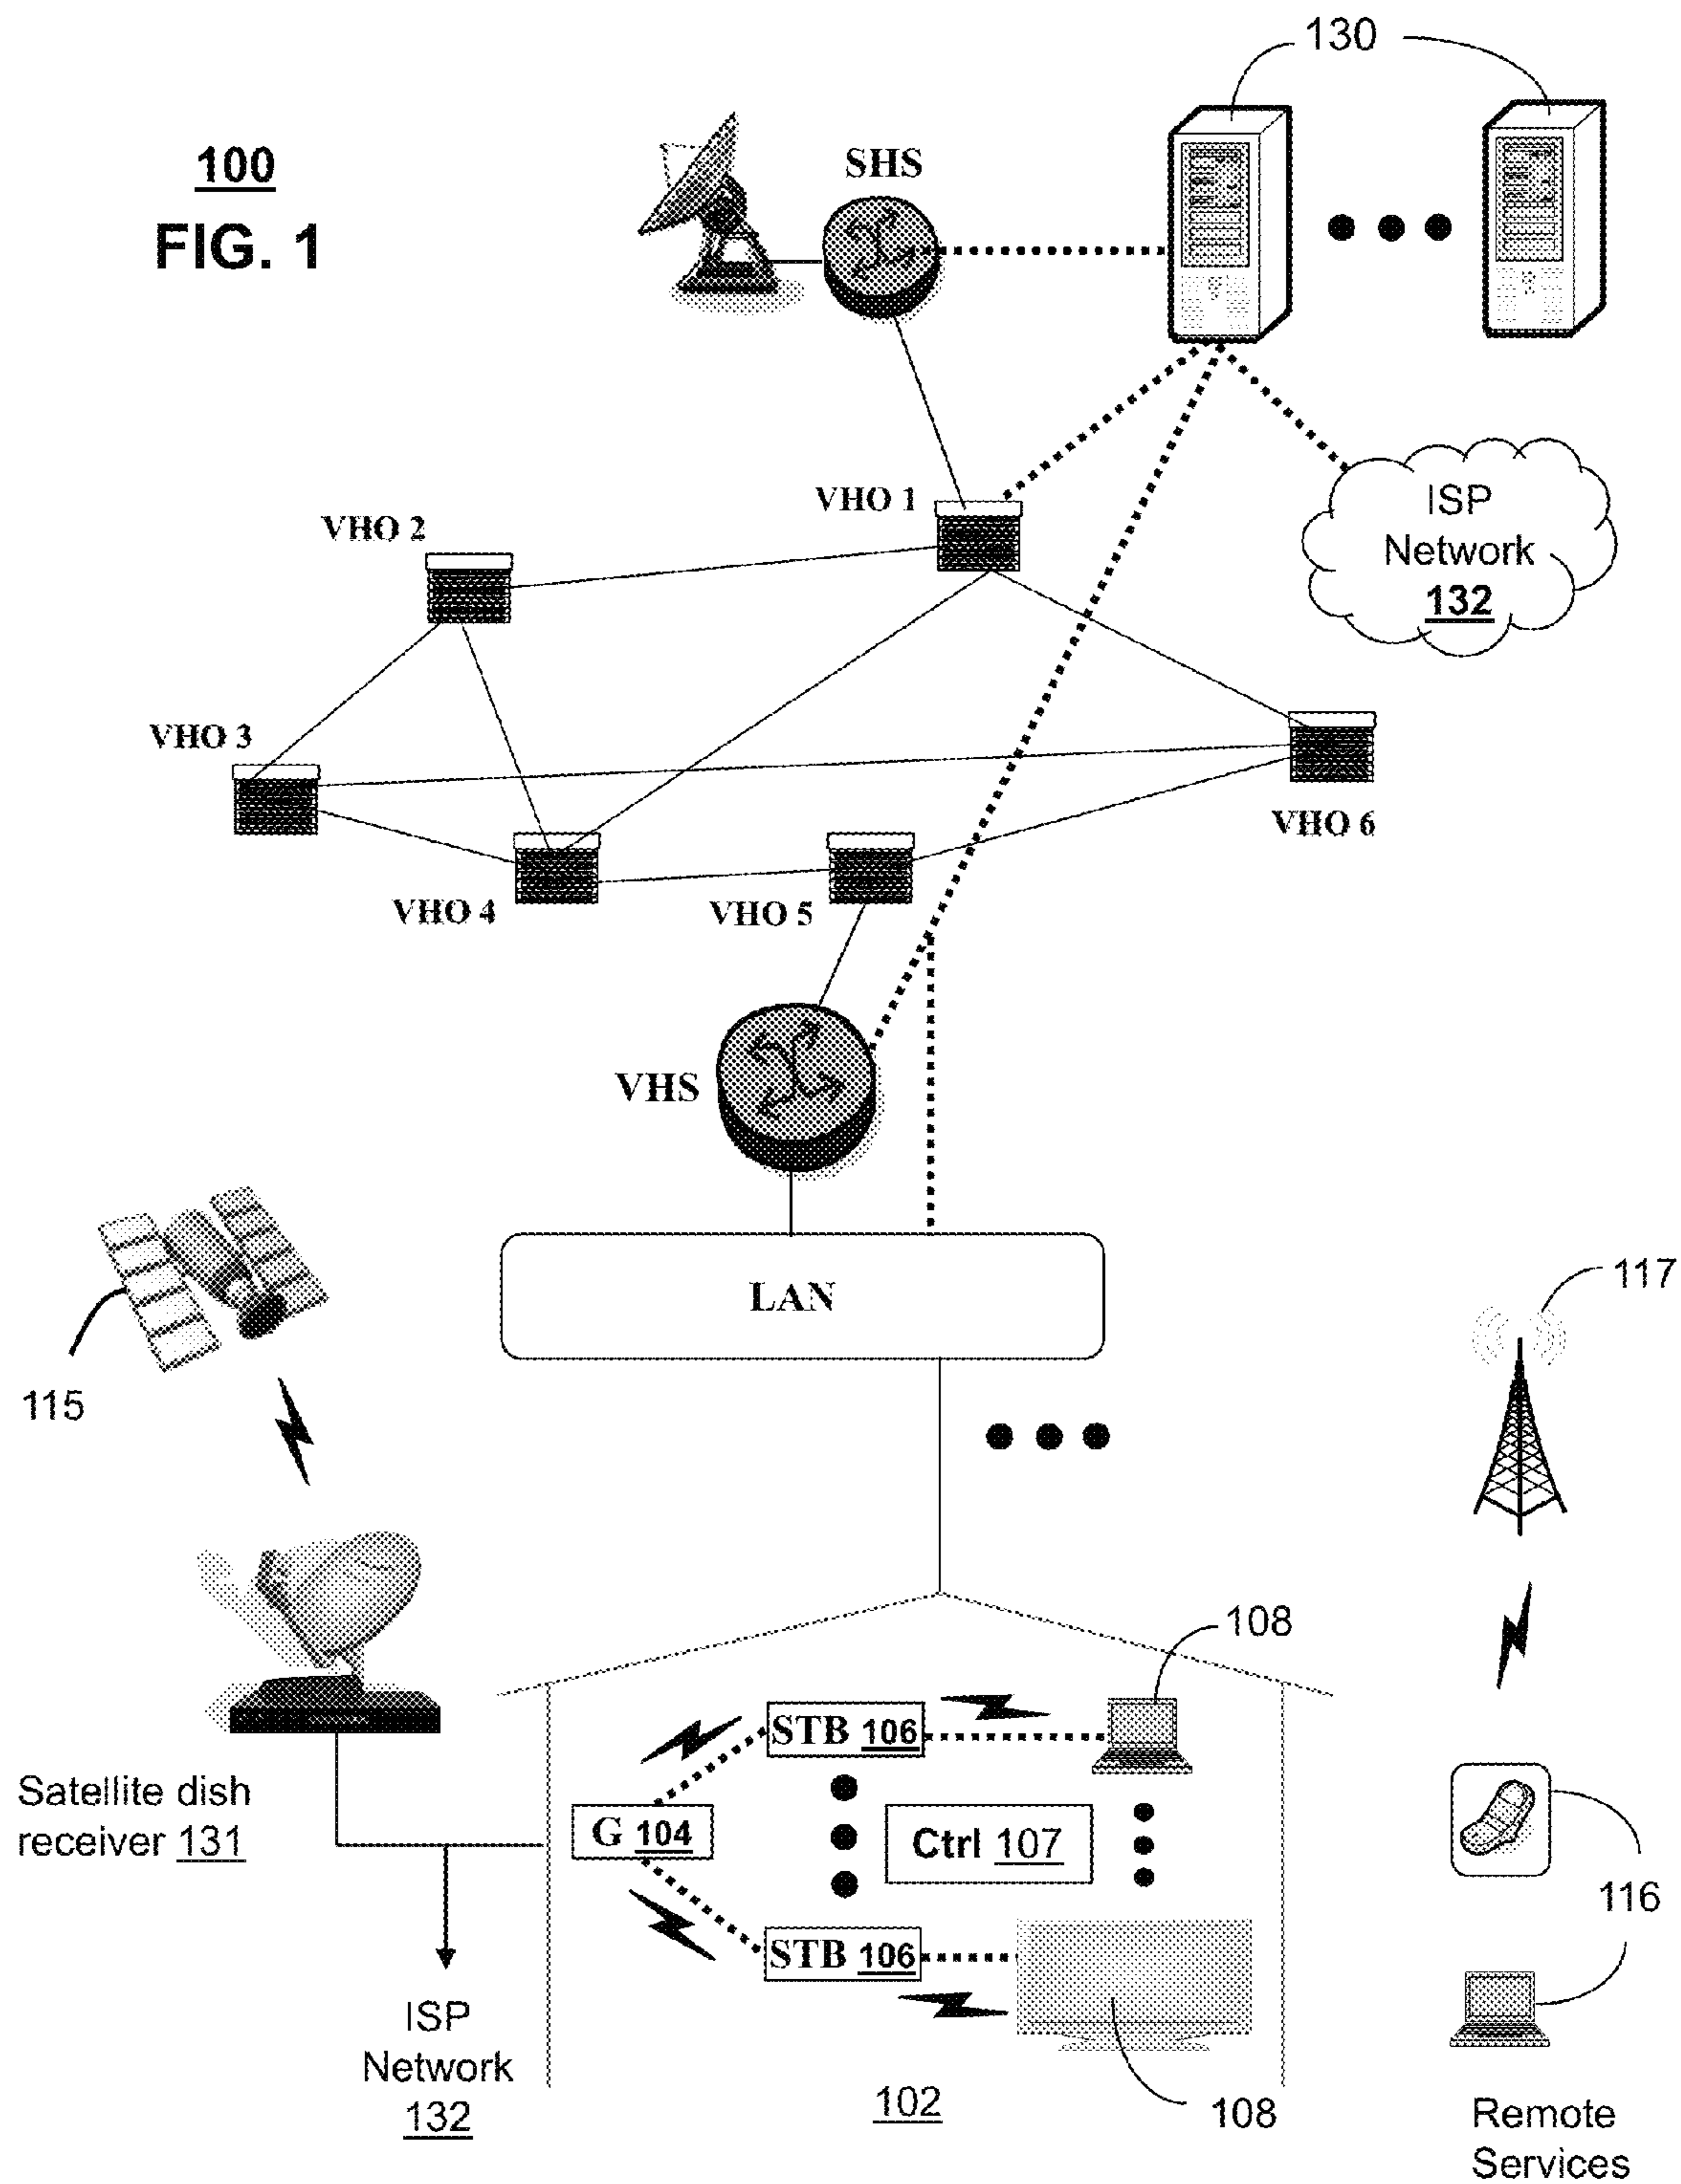 130
100
FIG. 1
SHS
ISP
Network
132
VHO 1
VHO 2
VHO 3
VHO 6
VHO 4
VHO 5
VHS
LAN
117
115
108
STB 106
Satellite dish
receiver 131
G 104
Ctrl 107
116
STB 106
ISP
Network
132
102
108
Remote
Services